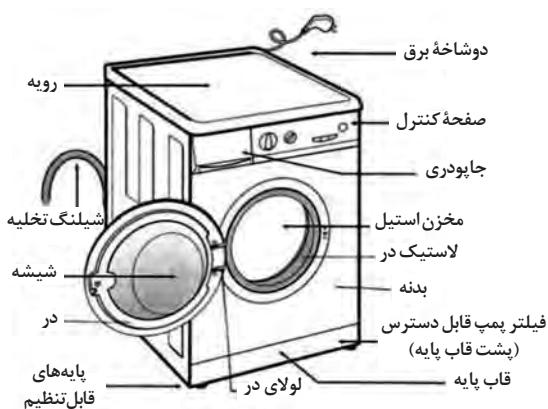 دوشاخهٔ برق
رویه
صفحهٔ کنترل
جاپودری
شیلنگ تخلیه
مخزن استیل
لاستیک در
شیشه
بدنه
در
فیلتر پمپ قابل دسترس
(پشت قاب پایه)
پایه‌های
قابل‌تنظیم
لولای در
قاب پایه